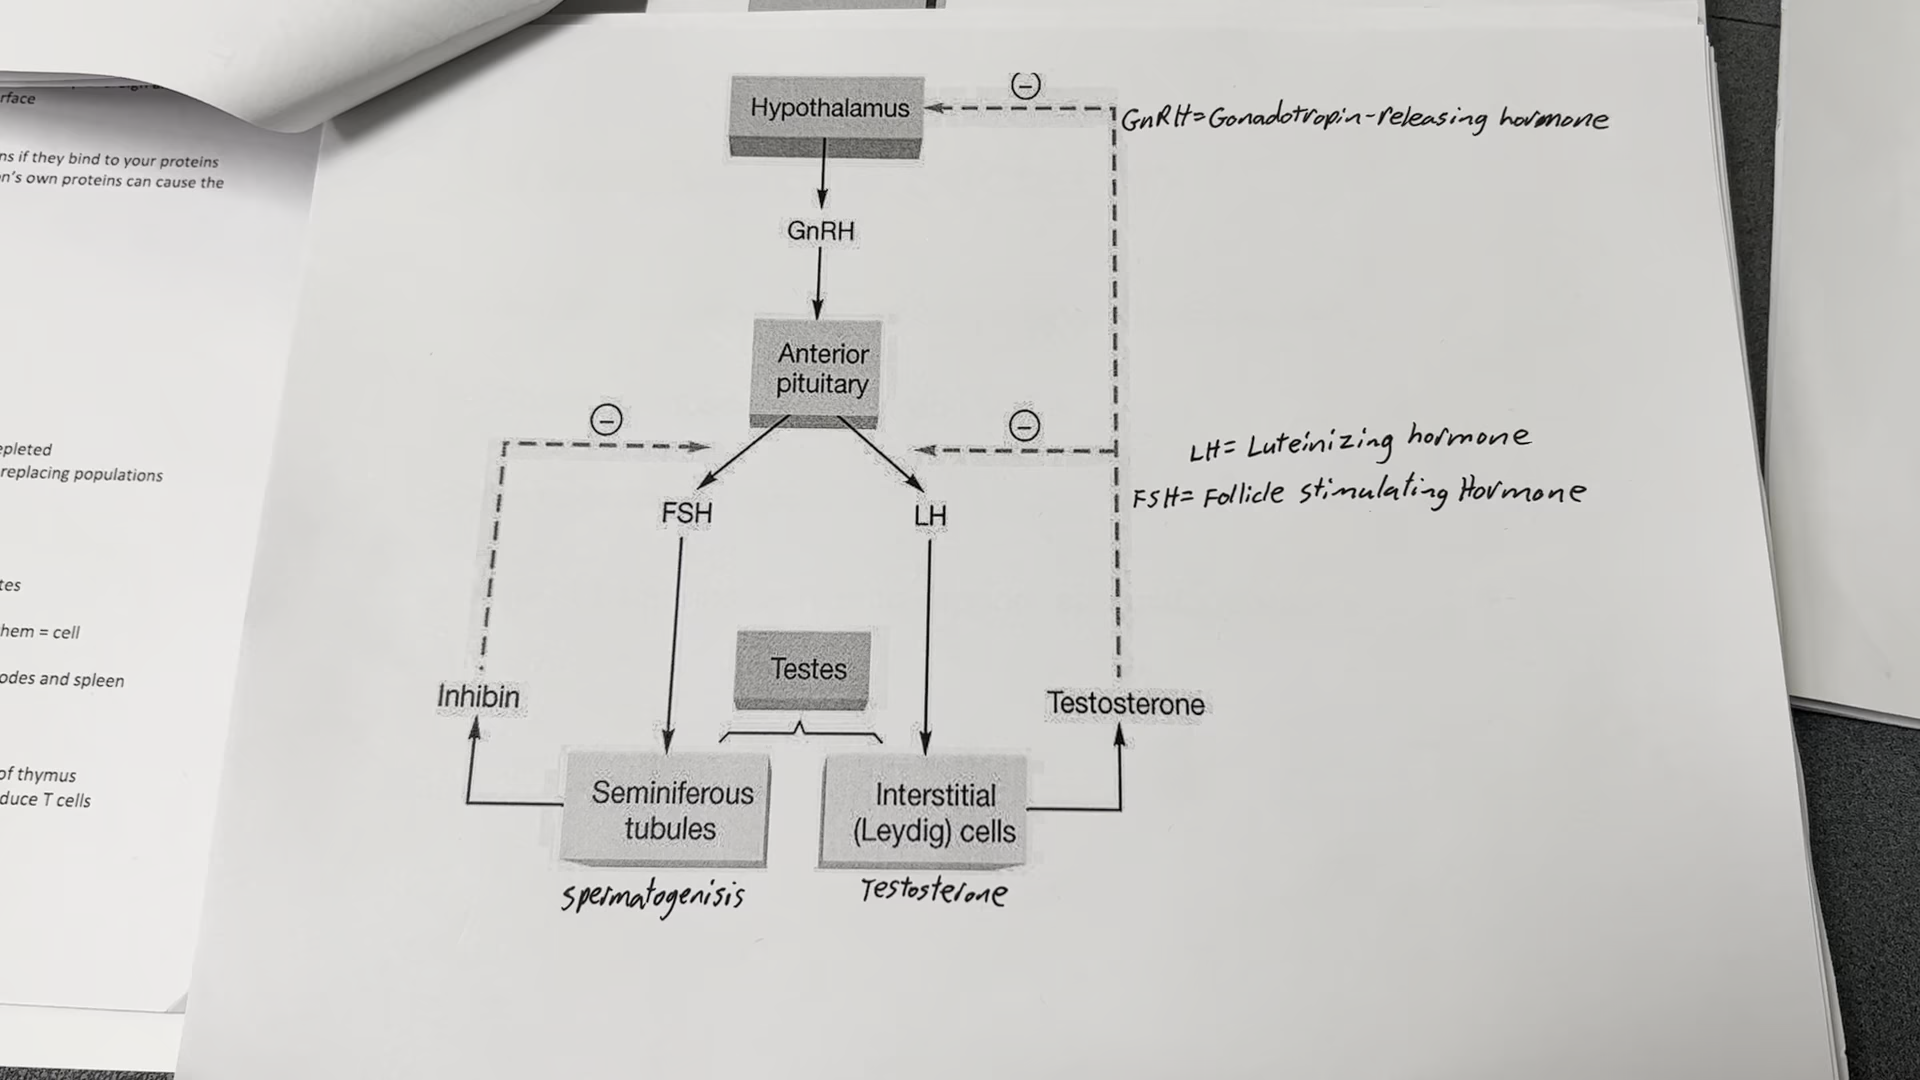 rface
ns if they bind to your proteins
n's own proteins can cause the
epleted
replacing populations
tes
hem = cell
odes and spleen
of thymus
duce T cells
Hypothalamus
GnRH=Gonadotropin-releasing hormone
GnRH
Anterior
pituitary
LH= Luteinizing hormone
FSH= Follicle stimulating Hormone
FSH
LH
Testes
Inhibin
Testosterone
Seminiferous
tubules
Interstitial
(Leydig) cells
spermatogenisis
Testosterone